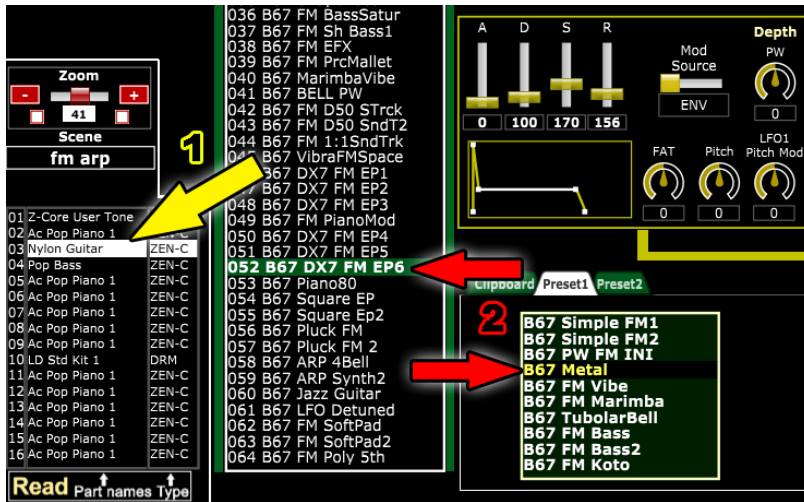 Zoom
-
+
41
Scene
fm arp
1
01 Z-Core User Tone
02 Ac Pop Piano 1 ZEN-C
03 Nylon Guitar ZEN-C
04 Pop Bass ZEN-C
05 Ac Pop Piano 1 ZEN-C
06 Ac Pop Piano 1 ZEN-C
07 Ac Pop Piano 1 ZEN-C
08 Ac Pop Piano 1 ZEN-C
09 Ac Pop Piano 1 ZEN-C
10 LD Std Kit 1 DRM
11 Ac Pop Piano 1 ZEN-C
12 Ac Pop Piano 1 ZEN-C
13 Ac Pop Piano 1 ZEN-C
14 Ac Pop Piano 1 ZEN-C
15 Ac Pop Piano 1 ZEN-C
16 Ac Pop Piano 1 ZEN-C
Read Part names Type
036 B67 FM BassSatur
037 B67 FM Sh Bass1
038 B67 FM EFX
039 B67 FM PrcMallet
040 B67 MarimbaVibe
041 B67 BELL PW
042 B67 FM D50 STrck
043 B67 FM D50 SndT2
044 B67 FM 1:1SndTrk
B67 VibraFMSpace
B67 DX7 FM EP1
B67 DX7 FM EP2
048 B67 DX7 FM EP3
049 B67 FM PianoMod
050 B67 DX7 FM EP4
051 B67 DX7 FM EP5
052 B67 DX7 FM EP6
053 B67 Piano80
054 B67 Square EP
055 B67 Square Ep2
056 B67 Pluck FM
057 B67 Pluck FM 2
058 B67 ARP 4Bell
059 B67 ARP Synth2
060 B67 Jazz Guitar
061 B67 LFO Detuned
062 B67 FM SoftPad
063 B67 FM SoftPad2
064 B67 FM Poly 5th
A D S R
0 100 170 156
Mod
Source
ENV
Depth
PW
0
FAT
0
Pitch
0
LFO1
Pitch Mod
0
Clipboard Preset1 Preset2
2
B67 Simple FM1
B67 Simple FM2
B67 PW FM INI
B67 Metal
B67 FM Vibe
B67 FM Marimba
B67 TubolarBell
B67 FM Bass
B67 FM Bass2
B67 FM Koto